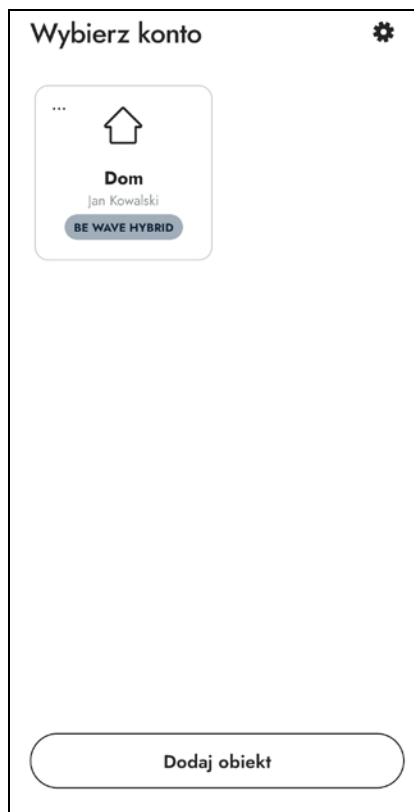 Wybierz konto
...
Dom
Jan Kowalski
BE WAVE HYBRID
Dodaj obiekt